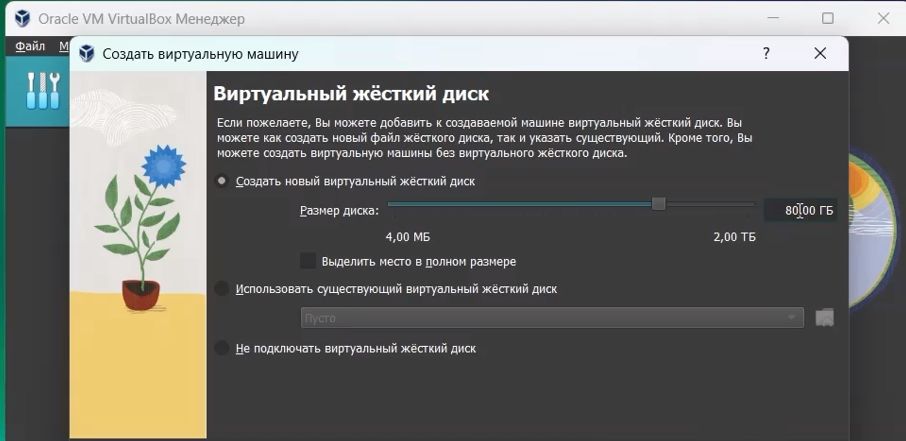 Oracle VM VirtualBox Менеджер
Файл М
Создать виртуальную машину
?
Виртуальный жёсткий диск
Если пожелаете, Вы можете добавить к создаваемой машине виртуальный жёсткий диск. Вы
можете как создать новый файл жёсткого диска, так и указать существующий. Кроме того, Вы
можете создать виртуальную машины без виртуального жёсткого диска.
Создать новый виртуальный жёсткий диск
Размер диска: 80,00 ГБ
4,00 МБ 2,00 ТБ
Выделить место в полном размере
Использовать существующий виртуальный жёсткий диск
Пусто
Не подключать виртуальный жёсткий диск